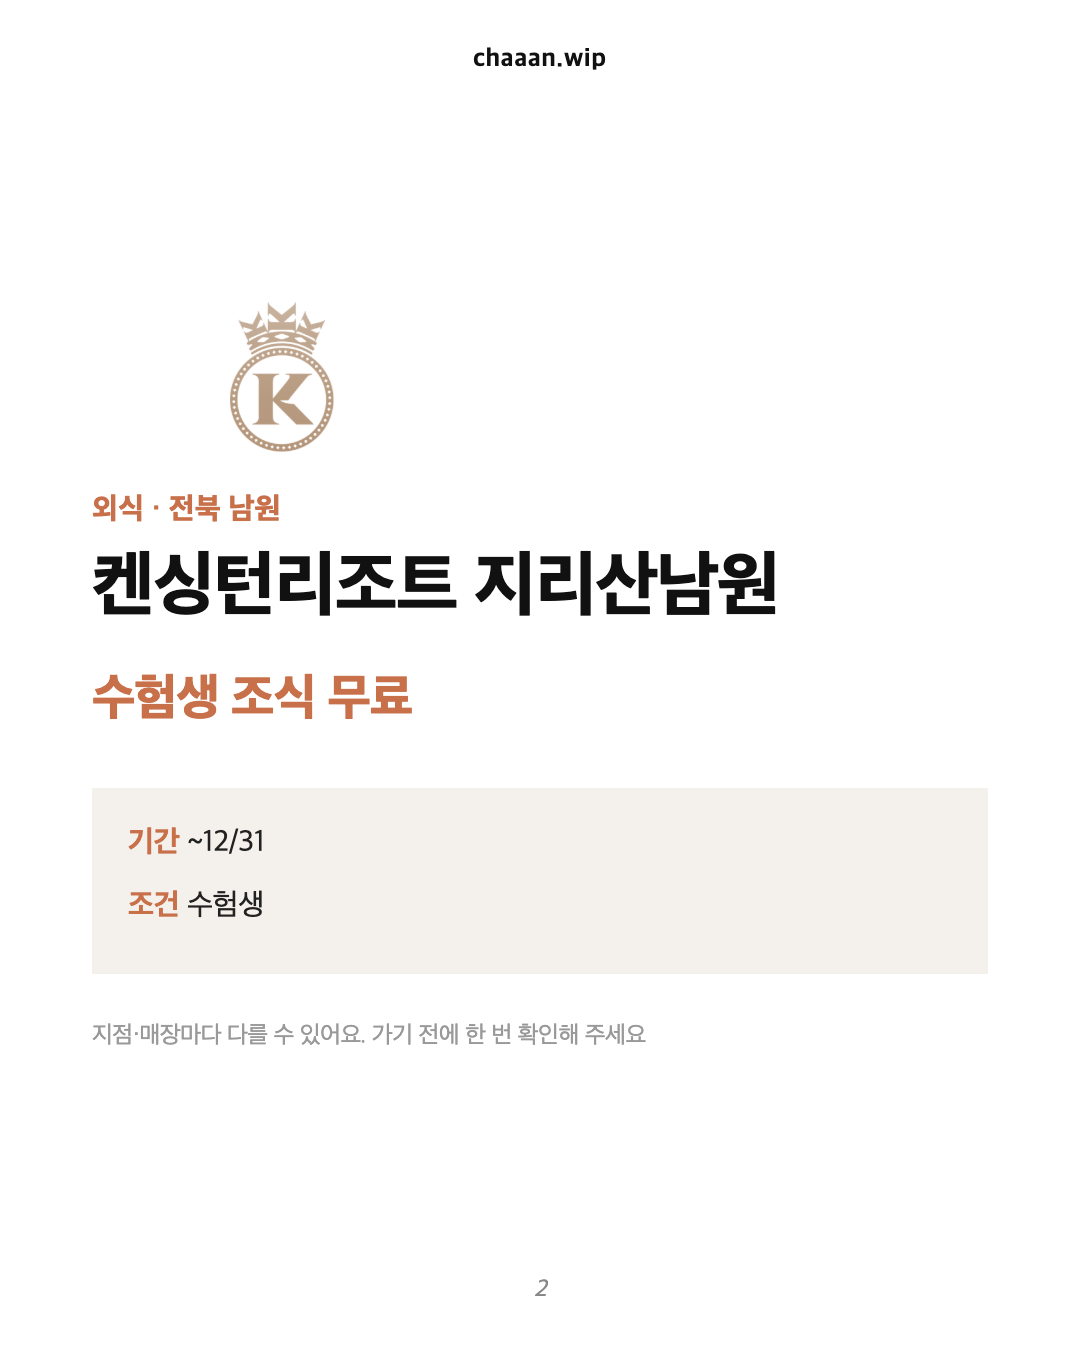 chaaan.wip
K
외식 · 전북 남원
켄싱턴리조트 지리산남원
수험생 조식 무료
기간 ~12/31
조건 수험생
지점·매장마다 다를 수 있어요. 가기 전에 한 번 확인해 주세요
2